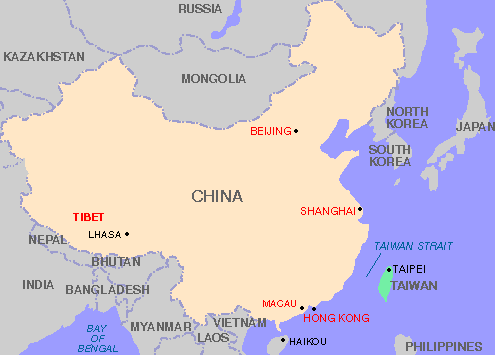 RUSSIA
KAZAKHSTAN
MONGOLIA
BEIJING
NORTH
KOREA
JAPAN
SOUTH
KOREA
CHINA
SHANGHAI
TIBET
LHASA
NEPAL
TAIWAN STRAIT
BHUTAN
TAIPEI
INDIA
BANGLADESH
TAIWAN
MACAU
HONG KONG
MYANMAR
VIETNAM
BAY
OF
BENGAL
LAOS
HAIKOU
PHILIPPINES